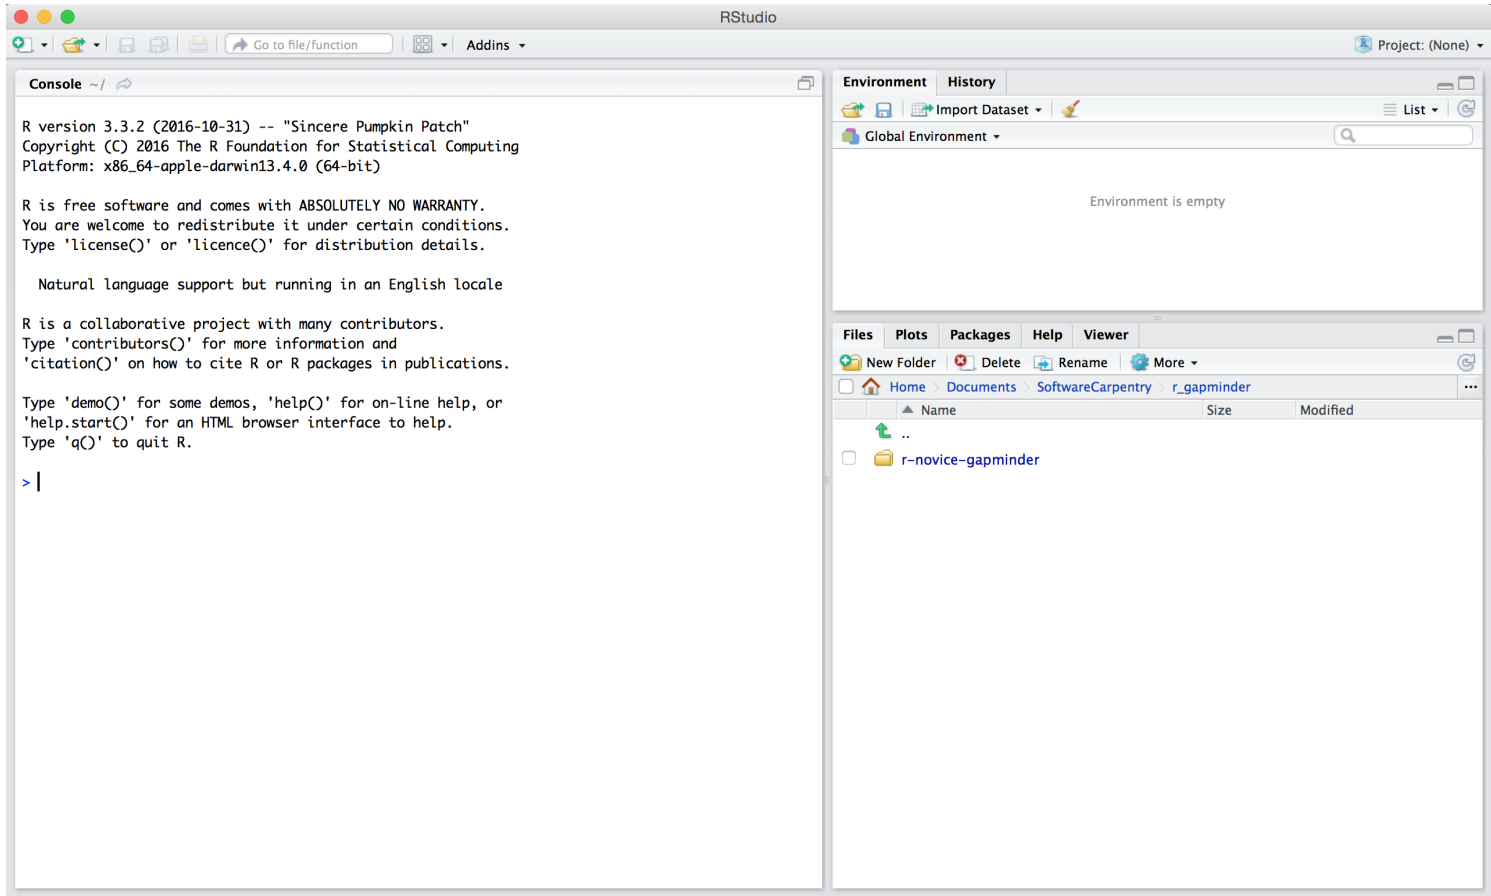 RStudio
Go to file/function
Addins
Project: (None)
Console ~/
R version 3.3.2 (2016-10-31) -- "Sincere Pumpkin Patch"
Copyright (C) 2016 The R Foundation for Statistical Computing
Platform: x86_64-apple-darwin13.4.0 (64-bit)
R is free software and comes with ABSOLUTELY NO WARRANTY.
You are welcome to redistribute it under certain conditions.
Type 'license()' or 'licence()' for distribution details.
Natural language support but running in an English locale
R is a collaborative project with many contributors.
Type 'contributors()' for more information and
'citation()' on how to cite R or R packages in publications.
Type 'demo()' for some demos, 'help()' for on-line help, or
'help.start()' for an HTML browser interface to help.
Type 'q()' to quit R.
>
Environment History
Import Dataset List
Global Environment
Environment is empty
Files Plots Packages Help Viewer
New Folder Delete Rename More
Home Documents SoftwareCarpentry r_gapminder ...
Name Size Modified
..
r-novice-gapminder